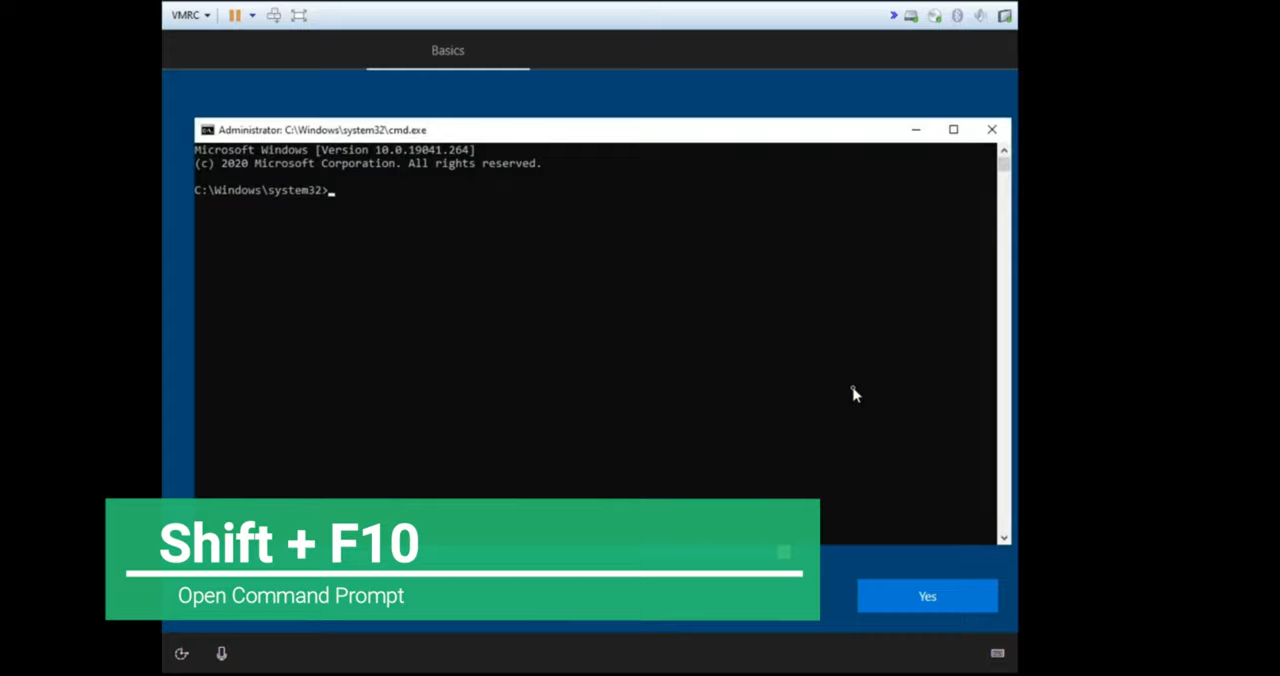 VMRC
Basics
Administrator: C:\Windows\system32\cmd.exe
Microsoft Windows [Version 10.0.19041.264]
(c) 2020 Microsoft Corporation. All rights reserved.
C:\Windows\system32>
Shift + F10
Open Command Prompt
Yes